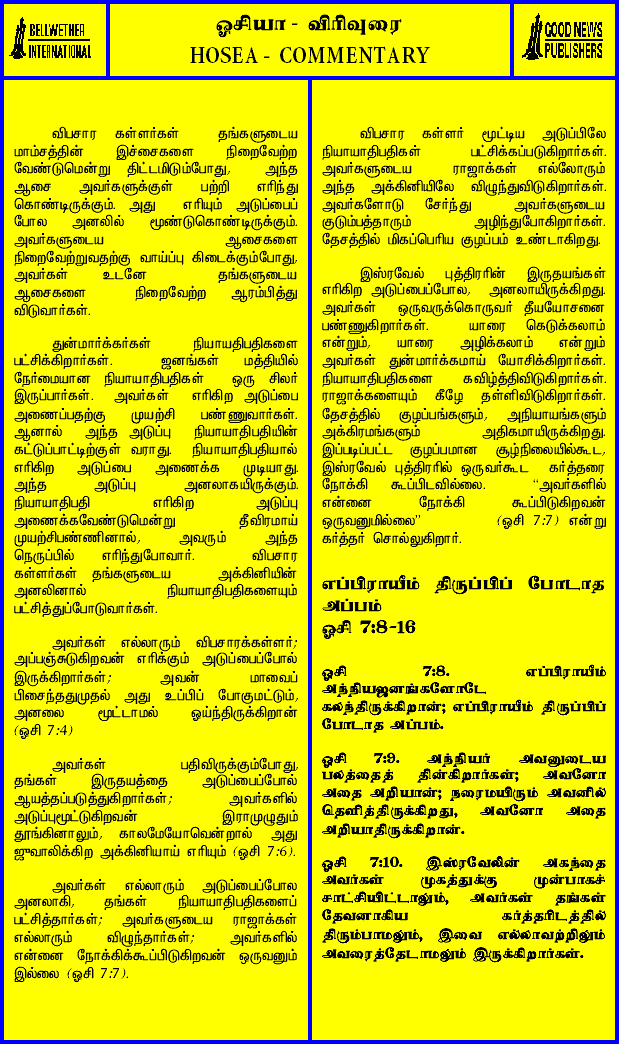 BELLWETHER
INTERNATIONAL
ஓசியா - விரிவுரை
HOSEA - COMMENTARY
GOOD NEWS
PUBLISHERS
விபசார கள்ளர்கள் தங்களுடைய
மாம்சத்தின் இச்சைகளை நிறைவேற்ற
வேண்டுமென்று திட்டமிடும்போது, அந்த
ஆசை அவர்களுக்குள் பற்றி எரிந்து
கொண்டிருக்கும். அது எரியும் அடுப்பைப்
போல அனலில் மூண்டுகொண்டிருக்கும்.
அவர்களுடைய ஆசைகளை
நிறைவேற்றுவதற்கு வாய்ப்பு கிடைக்கும்போது,
அவர்கள் உடனே தங்களுடைய
ஆசைகளை நிறைவேற்ற ஆரம்பித்து
விடுவார்கள்.
துன்மார்க்கர்கள் நியாயதிபதிகளை
பட்சிக்கிறார்கள். ஜனங்கள் மத்தியில்
நேர்மையான நியாயாதிபதிகள் ஒரு சிலர்
இருப்பார்கள். அவர்கள் எரிகிற அடுப்பை
அணைப்பதற்கு முயற்சி பண்ணுவார்கள்.
ஆனால் அந்த அடுப்பு நியாயாதிபதியின்
கட்டுப்பாட்டிற்குள் வராது. நியாயாதிபதியால்
எரிகிற அடுப்பை அணைக்க முடியாது.
அந்த அடுப்பு அனலாகயிருக்கும்.
நியாயாதிபதி எரிகிற அடுப்பு
அணைக்கவேண்டுமென்று தீவிரமாய்
முயற்சிபண்ணினால், அவரும் அந்த
நெருப்பில் எரிந்துபோவார். விபசார
கள்ளர்கள் தங்களுடைய அக்கினியின்
அனலினால் நியாயாதிபதிகளையும்
பட்சித்துப்போடுவார்கள்.
அவர்கள் எல்லாரும் விபசாரக்கள்ளர்;
அப்பஞ்சுடுகிறவன் எரிக்கும் அடுப்பைப்போல்
இருக்கிறார்கள்; அவன் மாவைப்
பிசைந்ததுமுதல் அது உப்பிப் போகுமட்டும்,
அனலை மூட்டாமல் ஓய்ந்திருக்கிறான்
(ஓசி 7:4)
அவர்கள் பதிவிருக்கும்போது,
தங்கள் இருதயத்தை அடுப்பைப்போல்
ஆயத்தப்படுத்துகிறார்கள்; அவர்களில்
அடுப்புமூட்டுகிறவன் இராமுழுதும்
தூங்கினாலும், காலமேயோவென்றால் அது
ஜுவாலிக்கிற அக்கினியாய் எரியும் (ஓசி 7:6).
அவர்கள் எல்லாரும் அடுப்பைப்போல
அனலாகி, தங்கள் நியாயாதிபதிகளைப்
பட்சித்தார்கள்; அவர்களுடைய ராஜாக்கள்
எல்லாரும் விழுந்தார்கள்; அவர்களில்
என்னை நோக்கிக்கூப்பிடுகிறவன் ஒருவனும்
இல்லை (ஓசி 7:7).
விபசார கள்ளர் மூட்டிய அடுப்பிலே
நியாயாதிபதிகள் பட்சிக்கப்படுகிறார்கள்.
அவர்களுடைய ராஜாக்கள் எல்லோரும்
அந்த அக்கினியிலே விழுந்துவிடுகிறார்கள்.
அவர்களோடு சேர்ந்து அவர்களுடைய
குடும்பத்தாரும் அழிந்துபோகிறார்கள்.
தேசத்தில் மிகப்பெரிய குழப்பம் உண்டாகிறது.
இஸ்ரவேல் புத்திரரின் இருதயங்கள்
எரிகிற அடுப்பைப்போல, அனலாயிருக்கிறது.
அவர்கள் ஒருவருக்கொருவர் தீயயோசனை
பண்ணுகிறார்கள். யாரை கெடுக்கலாம்
என்றும், யாரை அழிக்கலாம் என்றும்
அவர்கள் துன்மார்க்கமாய் யோசிக்கிறார்கள்.
நியாயாதிபதிகளை கவிழ்த்திவிடுகிறார்கள்.
ராஜாக்களையும் கீழே தள்ளிவிடுகிறார்கள்.
தேசத்தில் குழப்பங்களும், அநியாயங்களும்
அக்கிரமங்களும் அதிகமாயிருக்கிறது.
இப்படிப்பட்ட குழப்பமான சூழ்நிலையில்கூட,
இஸ்ரவேல் புத்திரரில் ஒருவர்கூட கர்த்தரை
நோக்கி கூப்பிடவில்லை. “அவர்களில்
என்னை நோக்கி கூப்பிடுகிறவன்
ஒருவனுமில்லை” (ஓசி 7:7) என்று
கர்த்தர் சொல்லுகிறார்.
எப்பிராயீம் திருப்பிப் போடாத
அப்பம்
ஓசி 7:8-16
ஓசி 7:8. எப்பிராயீம்
அந்நியஜனங்களோடே
கலந்திருக்கிறான்; எப்பிராயீம் திருப்பிப்
போடாத அப்பம்.
ஓசி 7:9. அந்நியர் அவனுடைய
பலத்தைத் தின்கிறார்கள்; அவனோ
அதை அறியான்; நரைமயிரும் அவனில்
தெளித்திருக்கிறது, அவனோ அதை
அறியாதிருக்கிறான்.
ஓசி 7:10. இஸ்ரவேலின் அகந்தை
அவர்கள் முகத்துக்கு முன்பாகச்
சாட்சியிட்டாலும், அவர்கள் தங்கள்
தேவனாகிய கர்த்தரிடத்தில்
திரும்பாமலும், இவை எல்லாவற்றிலும்
அவரைத்தேடாமலும் இருக்கிறார்கள்.